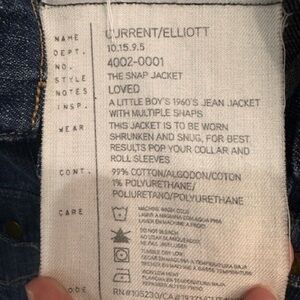 NAME CURRENT/ELLIOTT
DEPT. 10.15.9.5
NO. 4002-0001
STYLE THE SNAP JACKET
NOTES LOVED
INSP. A LITTLE BOY'S 1960'S JEAN JACKET
WITH MULTIPLE SNAPS
WEAR THIS JACKET IS TO BE WORN
SHRUNKEN AND SNUG, FOR BEST
RESULTS POP YOUR COLLAR AND
ROLL SLEEVES
CONT. 99% COTTON/ALGODON/COTON
1% POLYURETHANE/
POLIURETANO/POLYURETHANE
CARE MACHINE WASH COLD
DO NOT BLEACH
TUMBLE DRY LOW
RN#105230/CA#